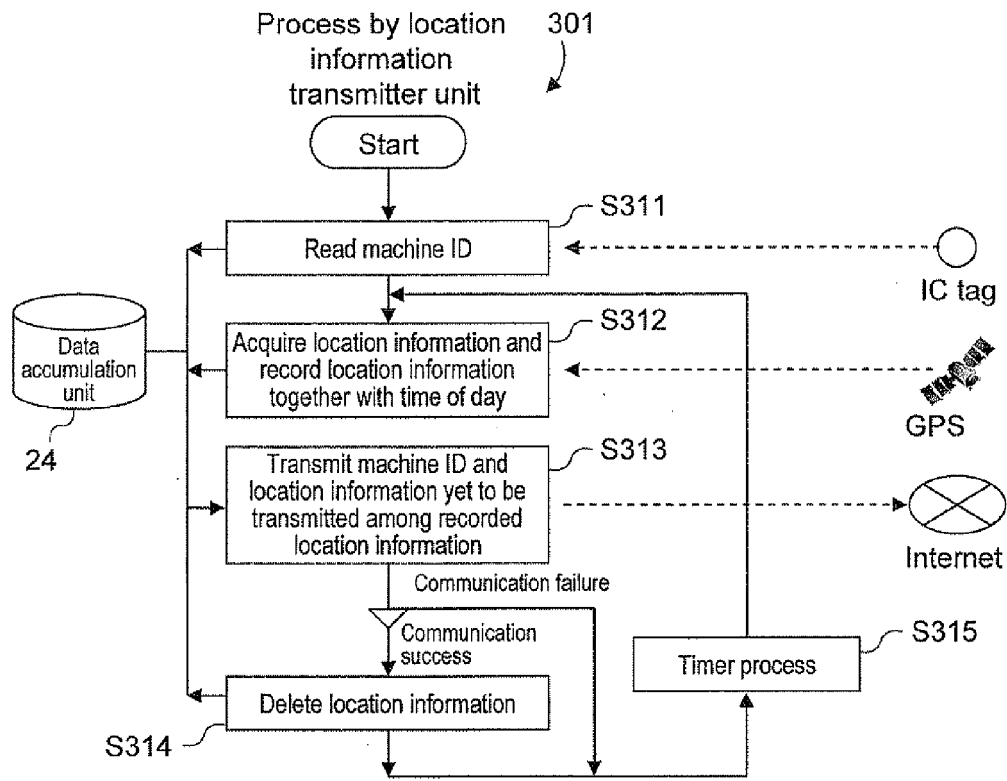 Process by location
information
transmitter unit
301
Start
S311
Read machine ID
IC tag
S312
Acquire location information and
record location information
together with time of day
Data
accumulation
unit
24
GPS
S313
Transmit machine ID and
location information yet to be
transmitted among recorded
location information
Internet
Communication failure
Communication
success
S315
Timer process
Delete location information
S314